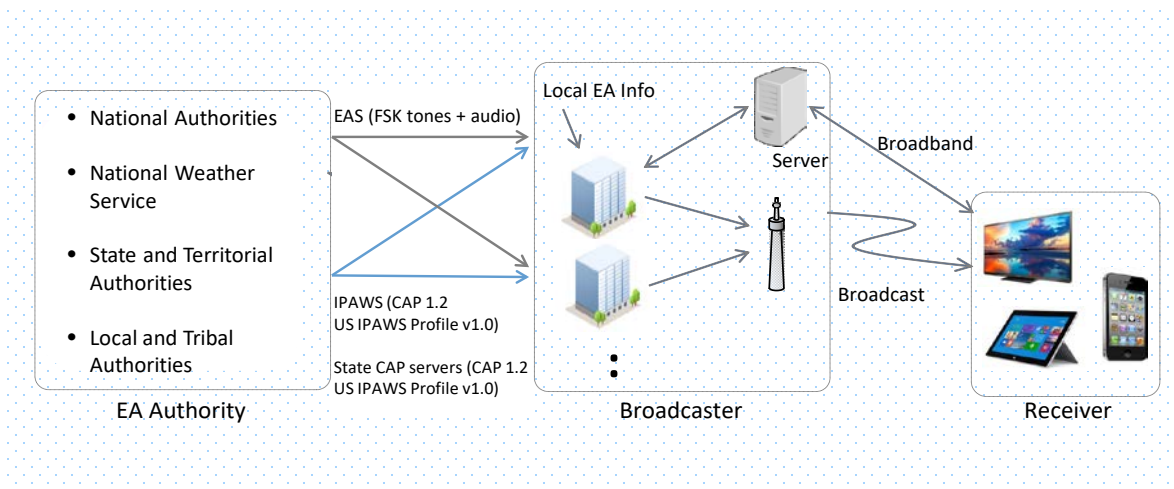 • National Authorities
• National Weather
Service
• State and Territorial
Authorities
• Local and Tribal
Authorities
EA Authority
EAS (FSK tones + audio)
IPAWS (CAP 1.2
US IPAWS Profile v1.0)
State CAP servers (CAP 1.2
US IPAWS Profile v1.0)
Local EA Info
Server
:
Broadcaster
Broadband
Broadcast
Receiver